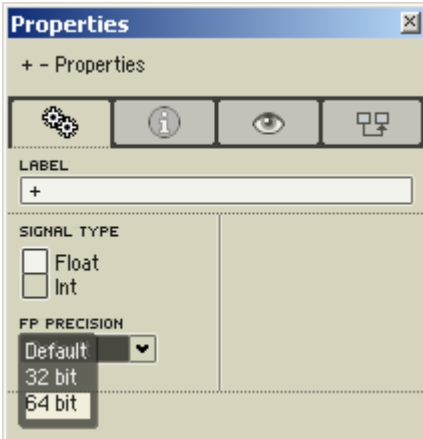 Properties
+ - Properties
LABEL
+
SIGNAL TYPE
Float
Int
FP PRECISION
Default
32 bit
64 bit